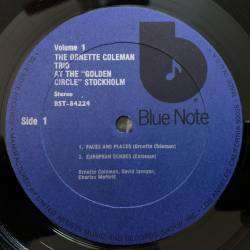 Volume 1
THE ORNETTE COLEMAN
TRIO
AT THE "GOLDEN
CIRCLE" STOCKHOLM
Stereo
BST-84224
Side 1
Blue Note
1. FACES AND PLACES (Ornette Coleman)
2. EUROPEAN ECHOES (Coleman)
Ornette Coleman, David Izenzon,
Charles Moffett